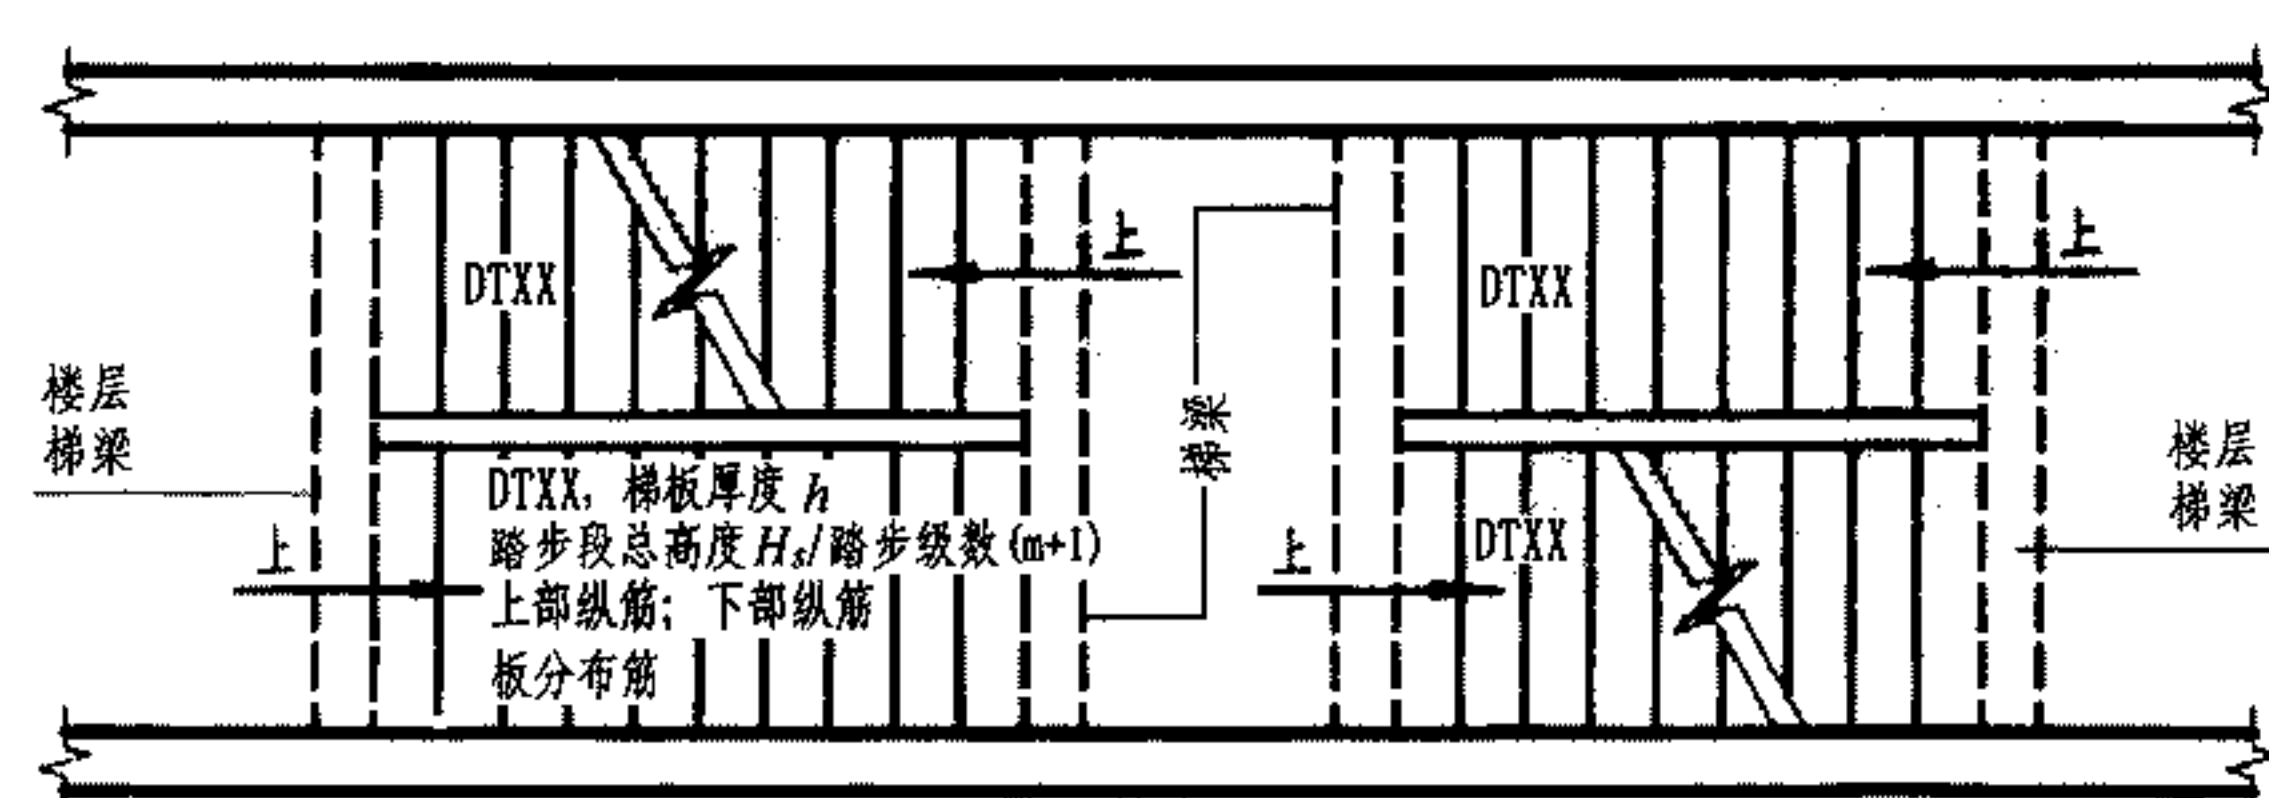 上
上
DTXX
DTXX
楼层
梯梁
梯梁
楼层
梯梁
DTXX, 梯板厚度 h
踏步段总高度Hs/踏步级数(m+1)
上部纵筋; 下部纵筋
板分布筋
上
上
DTXX